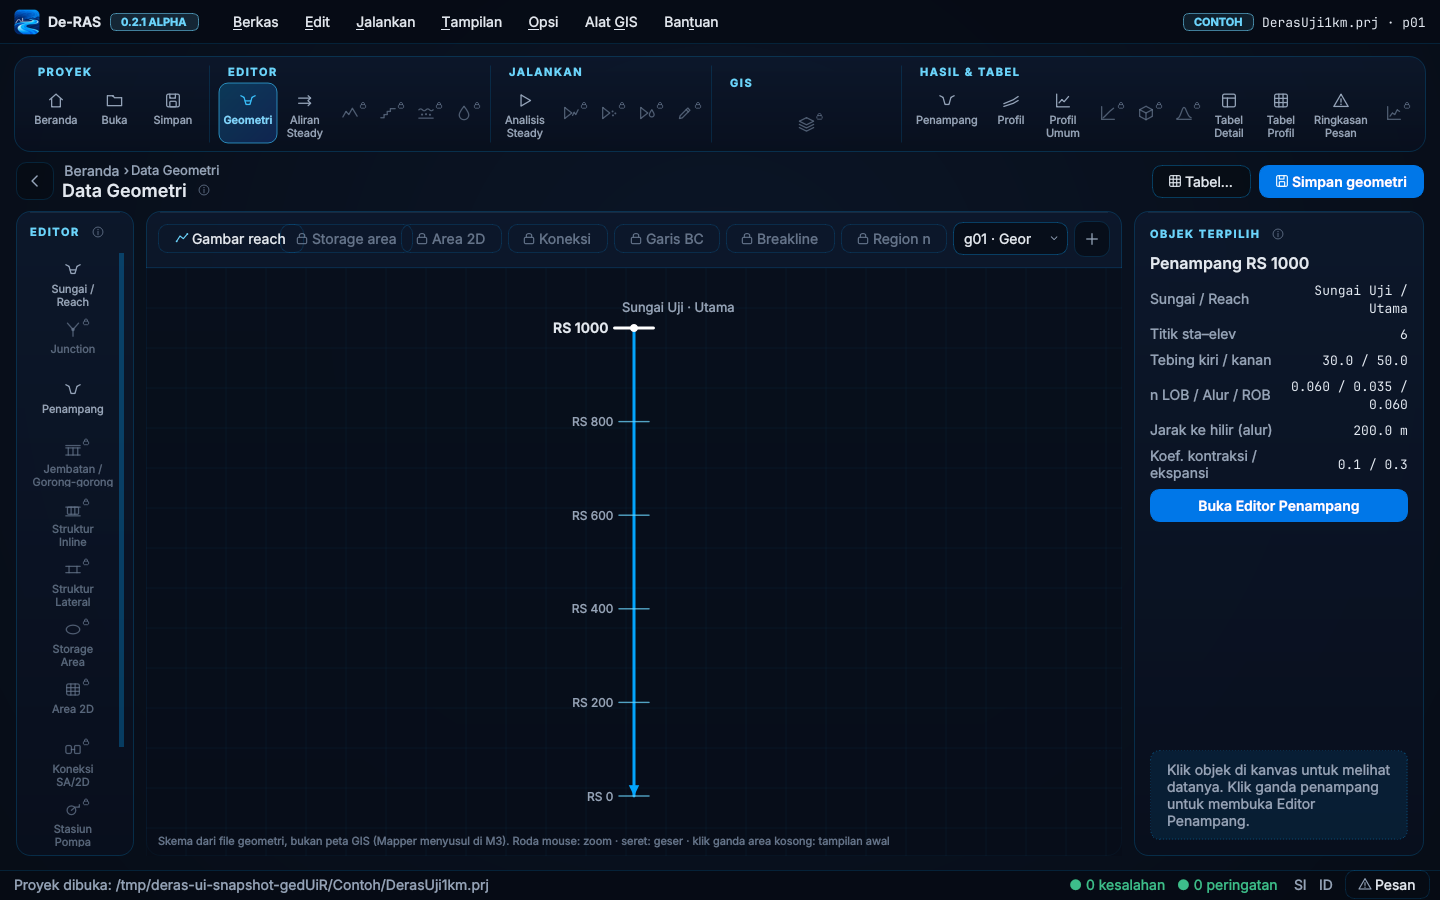 De-RAS 0.2.1 ALPHA Berkas Edit Jalankan Tampilan Opsi Alat GIS Bantuan CONTOH DerasUji1km.prj · p01
PROYEK
Beranda Buka Simpan
EDITOR
Geometri Aliran Steady
JALANKAN
Analisis Steady
GIS
HASIL & TABEL
Penampang Profil Profil Umum Tabel Detail Tabel Profil Ringkasan Pesan
Beranda › Data Geometri
Data Geometri
Tabel... Simpan geometri
EDITOR
Sungai /
Reach
Junction
Penampang
Jembatan /
Gorong-gorong
Struktur
Inline
Struktur
Lateral
Storage
Area
Area 2D
Koneksi
SA/2D
Stasiun
Pompa
Gambar reach Storage area Area 2D Koneksi Garis BC Breakline Region n g01 · Geor
Sungai Uji · Utama
RS 1000
RS 800
RS 600
RS 400
RS 200
RS 0
Skema dari file geometri, bukan peta GIS (Mapper menyusul di M3). Roda mouse: zoom · seret: geser · klik ganda area kosong: tampilan awal
OBJEK TERPILIH
Penampang RS 1000
Sungai / Reach Sungai Uji /
Utama
Titik sta–elev 6
Tebing kiri / kanan 30.0 / 50.0
n LOB / Alur / ROB 0.060 / 0.035 /
0.060
Jarak ke hilir (alur) 200.0 m
Koef. kontraksi /
ekspansi 0.1 / 0.3
Buka Editor Penampang
Klik objek di kanvas untuk melihat
datanya. Klik ganda penampang
untuk membuka Editor
Penampang.
Proyek dibuka: /tmp/deras-ui-snapshot-gedUiR/Contoh/DerasUji1km.prj 0 kesalahan 0 peringatan SI ID Pesan